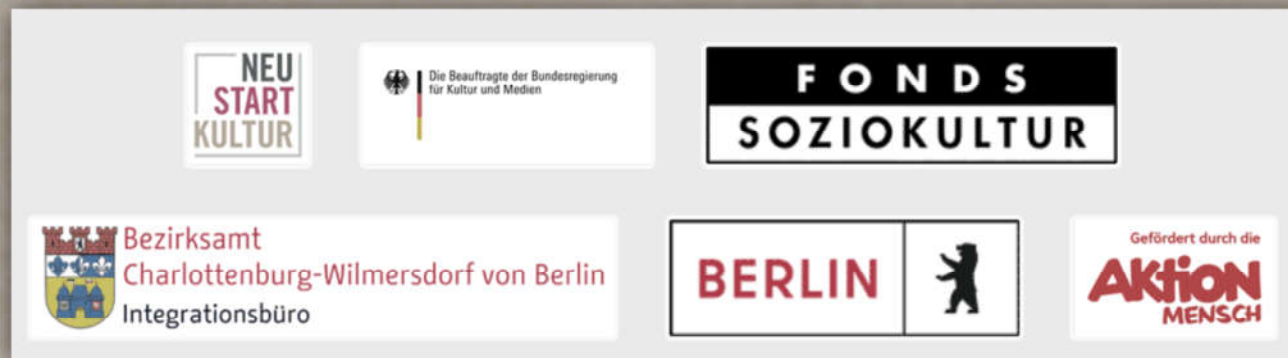 NEU
START
KULTUR
Die Beauftragte der Bundesregierung
für Kultur und Medien
FONDS
SOZIOKULTUR
Bezirksamt
Charlottenburg-Wilmersdorf von Berlin
Integrationsbüro
BERLIN
Gefördert durch die
AKTiON
MENSCH